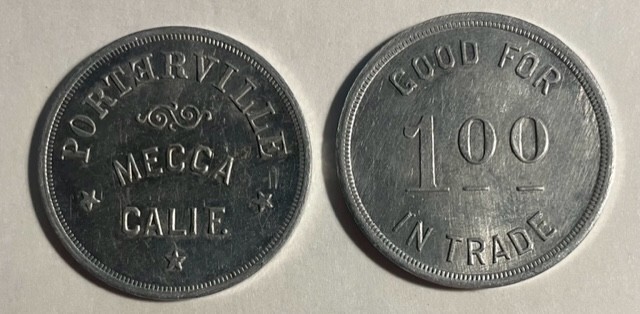 PORTERVILLE
MECCA
CALIF.
GOOD FOR
1.00
IN TRADE